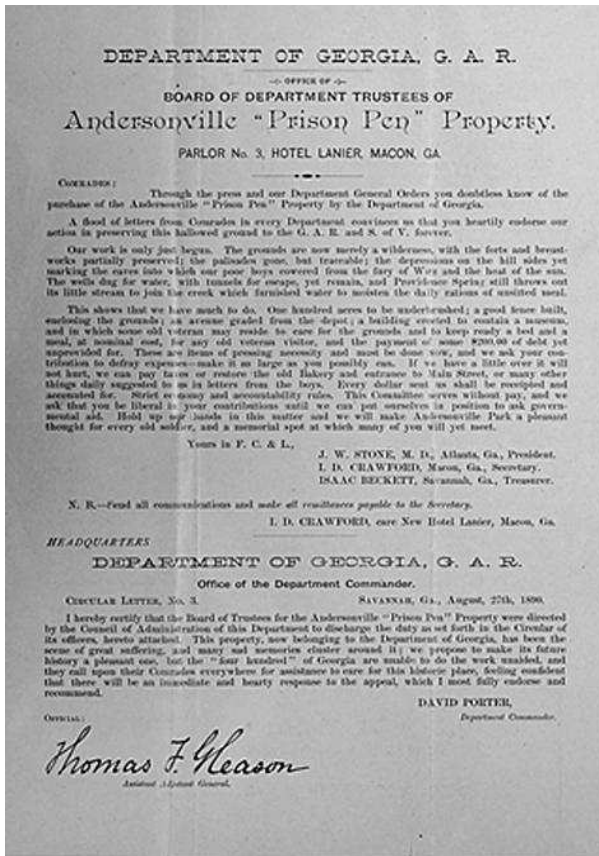 DEPARTMENT OF GEORGIA, G. A. R.
OFFICE OF
BOARD OF DEPARTMENT TRUSTEES OF
Andersonville "Prison Pen" Property.
PARLOR No. 3, HOTEL LANIER, MACON, GA.
COMRADES:
Through the press and our Department General Orders you doubtless know of the
purchase of the Andersonville "Prison Pen" Property by the Department of Georgia.
A flood of letters from Comrades in every Department convinces us that you heartily endorse our
action in preserving this hallowed ground to the G. A. R. and S. of V. forever.
Our work is only just begun. The grounds are now merely a wilderness, with the forts and breast-
works partially preserved; the palisades gone, but traceable; the depressions on the hill sides yet
marking the caves into which our poor boys covered from the fury of Wirz and the heat of the sun.
The wells dug for water, with tunnels for escape, yet remain, and Providence Spring still throws out
its little stream to join the creek which furnished water to moisten the daily rations of unsifted meal.
This shows that we have much to do. One hundred acres to be underbrushed; a good fence built,
enclosing the grounds; an avenue graded from the depot; a building erected to contain a museum,
and in which some old veteran may reside to care for the grounds and to keep ready a bed and a
meal, at nominal cost, for any old veteran visitor, and the payment of some $200.00 of debt yet
unprovided for. These are items of pressing necessity and must be done now, and we ask your con-
tribution to defray expenses—make it as large as you possibly can. If we have a little over it will
not hurt, we can pay taxes or restore the old Bakery and entrance to Main Street, or many other
things daily suggested to us in letters from the boys. Every dollar sent us shall be receipted and
accounted for. Strict economy and accountability rules. This Committee serves without pay, and we
ask that you be liberal in your contributions until we can put ourselves in position to ask govern-
mental aid. Hold up our hands in this matter and we will make Andersonville Park a pleasant
thought for every old soldier, and a memorial spot at which many of you will yet meet.
Yours in F. C. & L.,
J. W. STONE, M. D., Atlanta, Ga., President.
I. D. CRAWFORD, Macon, Ga., Secretary.
ISAAC BECKETT, Savannah, Ga., Treasurer.
N. B.—Send all communications and make all remittances payable to the Secretary.
I. D. CRAWFORD, care New Hotel Lanier, Macon, Ga.
HEADQUARTERS
DEPARTMENT OF GEORGIA, G. A. R.
Office of the Department Commander.
CIRCULAR LETTER, No. 3. SAVANNAH, GA., August, 27th, 1890.
I hereby certify that the Board of Trustees for the Andersonville "Prison Pen" Property were directed
by the Council of Administration of this Department to discharge the duty as set forth in the Circular of
its officers, hereto attached. This property, now belonging to the Department of Georgia, has been the
scene of great suffering, and many sad memories cluster around it; we propose to make its future
history a pleasant one, but the "four hundred" of Georgia are unable to do the work unaided, and
they call upon their Comrades everywhere for assistance to care for this historic place, feeling confident
that there will be an immediate and hearty response to the appeal, which I most fully endorse and
recommend.
DAVID PORTER,
Department Commander.
OFFICIAL:
Thomas F. Gleason
Assistant Adjutant General.